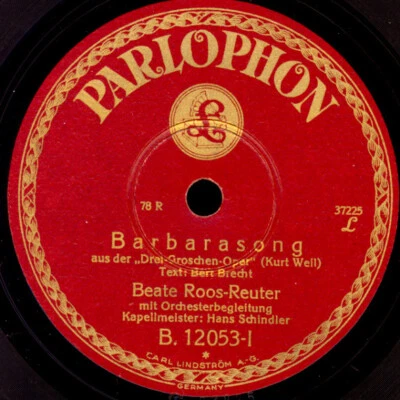 PARLOPHON
£
78 R
37225
L
Barbarasong
aus der „Drei-Groschen-Oper" (Kurt Well)
Text: Bert Brecht
Beate Roos-Reuter
mit Orchesterbegleitung
Kapellmeister: Hans Schindler
B. 12053-I
*
CARL LINDSTRÖM A.-G.
GERMANY